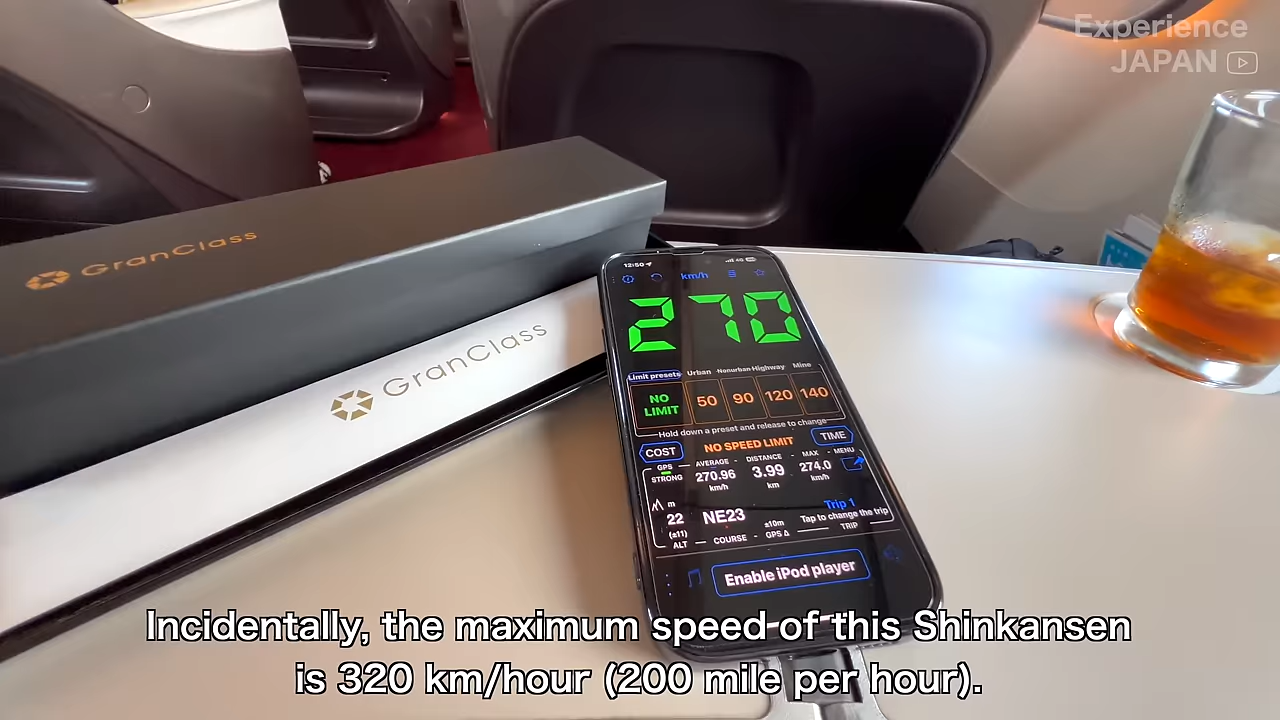 Experience
JAPAN
GranClass
GranClass
12:50
4G
km/h
270
Limit presets Urban Nonurban Highway Mine
NO LIMIT 50 90 120 140
Hold down a preset and release to change
COST NO SPEED LIMIT TIME
GPS AVERAGE DISTANCE MAX MENU
STRONG 270.96 3.99 274.0
km/h km km/h
m Trip 1
22 NE23 Tap to change the trip
(±11) ±10m
ALT COURSE GPS Δ TRIP
Enable iPod player
Incidentally, the maximum speed of this Shinkansen
is 320 km/hour (200 mile per hour).